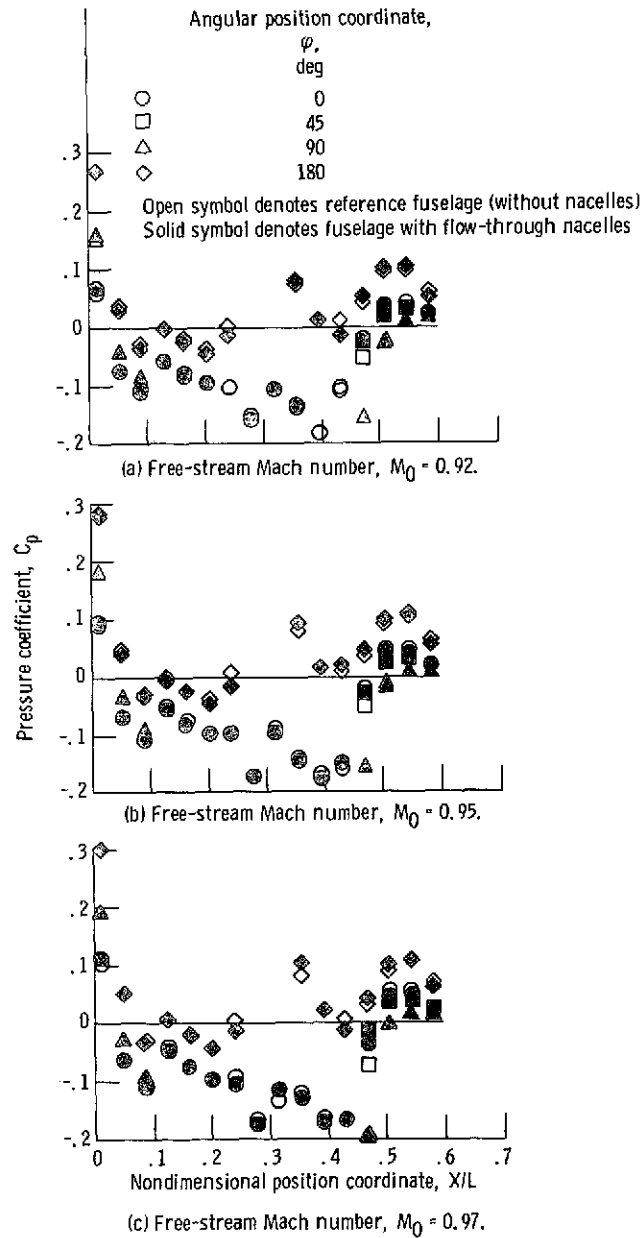 Angular position coordinate,
φ,
deg
0
45
90
180
Open symbol denotes reference fuselage (without nacelles)
Solid symbol denotes fuselage with flow-through nacelles
.3
.2
.1
0
-.1
-.2
(a) Free-stream Mach number, M0 = 0.92.
Pressure coefficient, Cp
.3
.2
.1
0
-.1
-.2
(b) Free-stream Mach number, M0 = 0.95.
.3
.2
.1
0
-.1
-.2
0 .1 .2 .3 .4 .5 .6 .7
Nondimensional position coordinate, X/L
(c) Free-stream Mach number, M0 = 0.97.